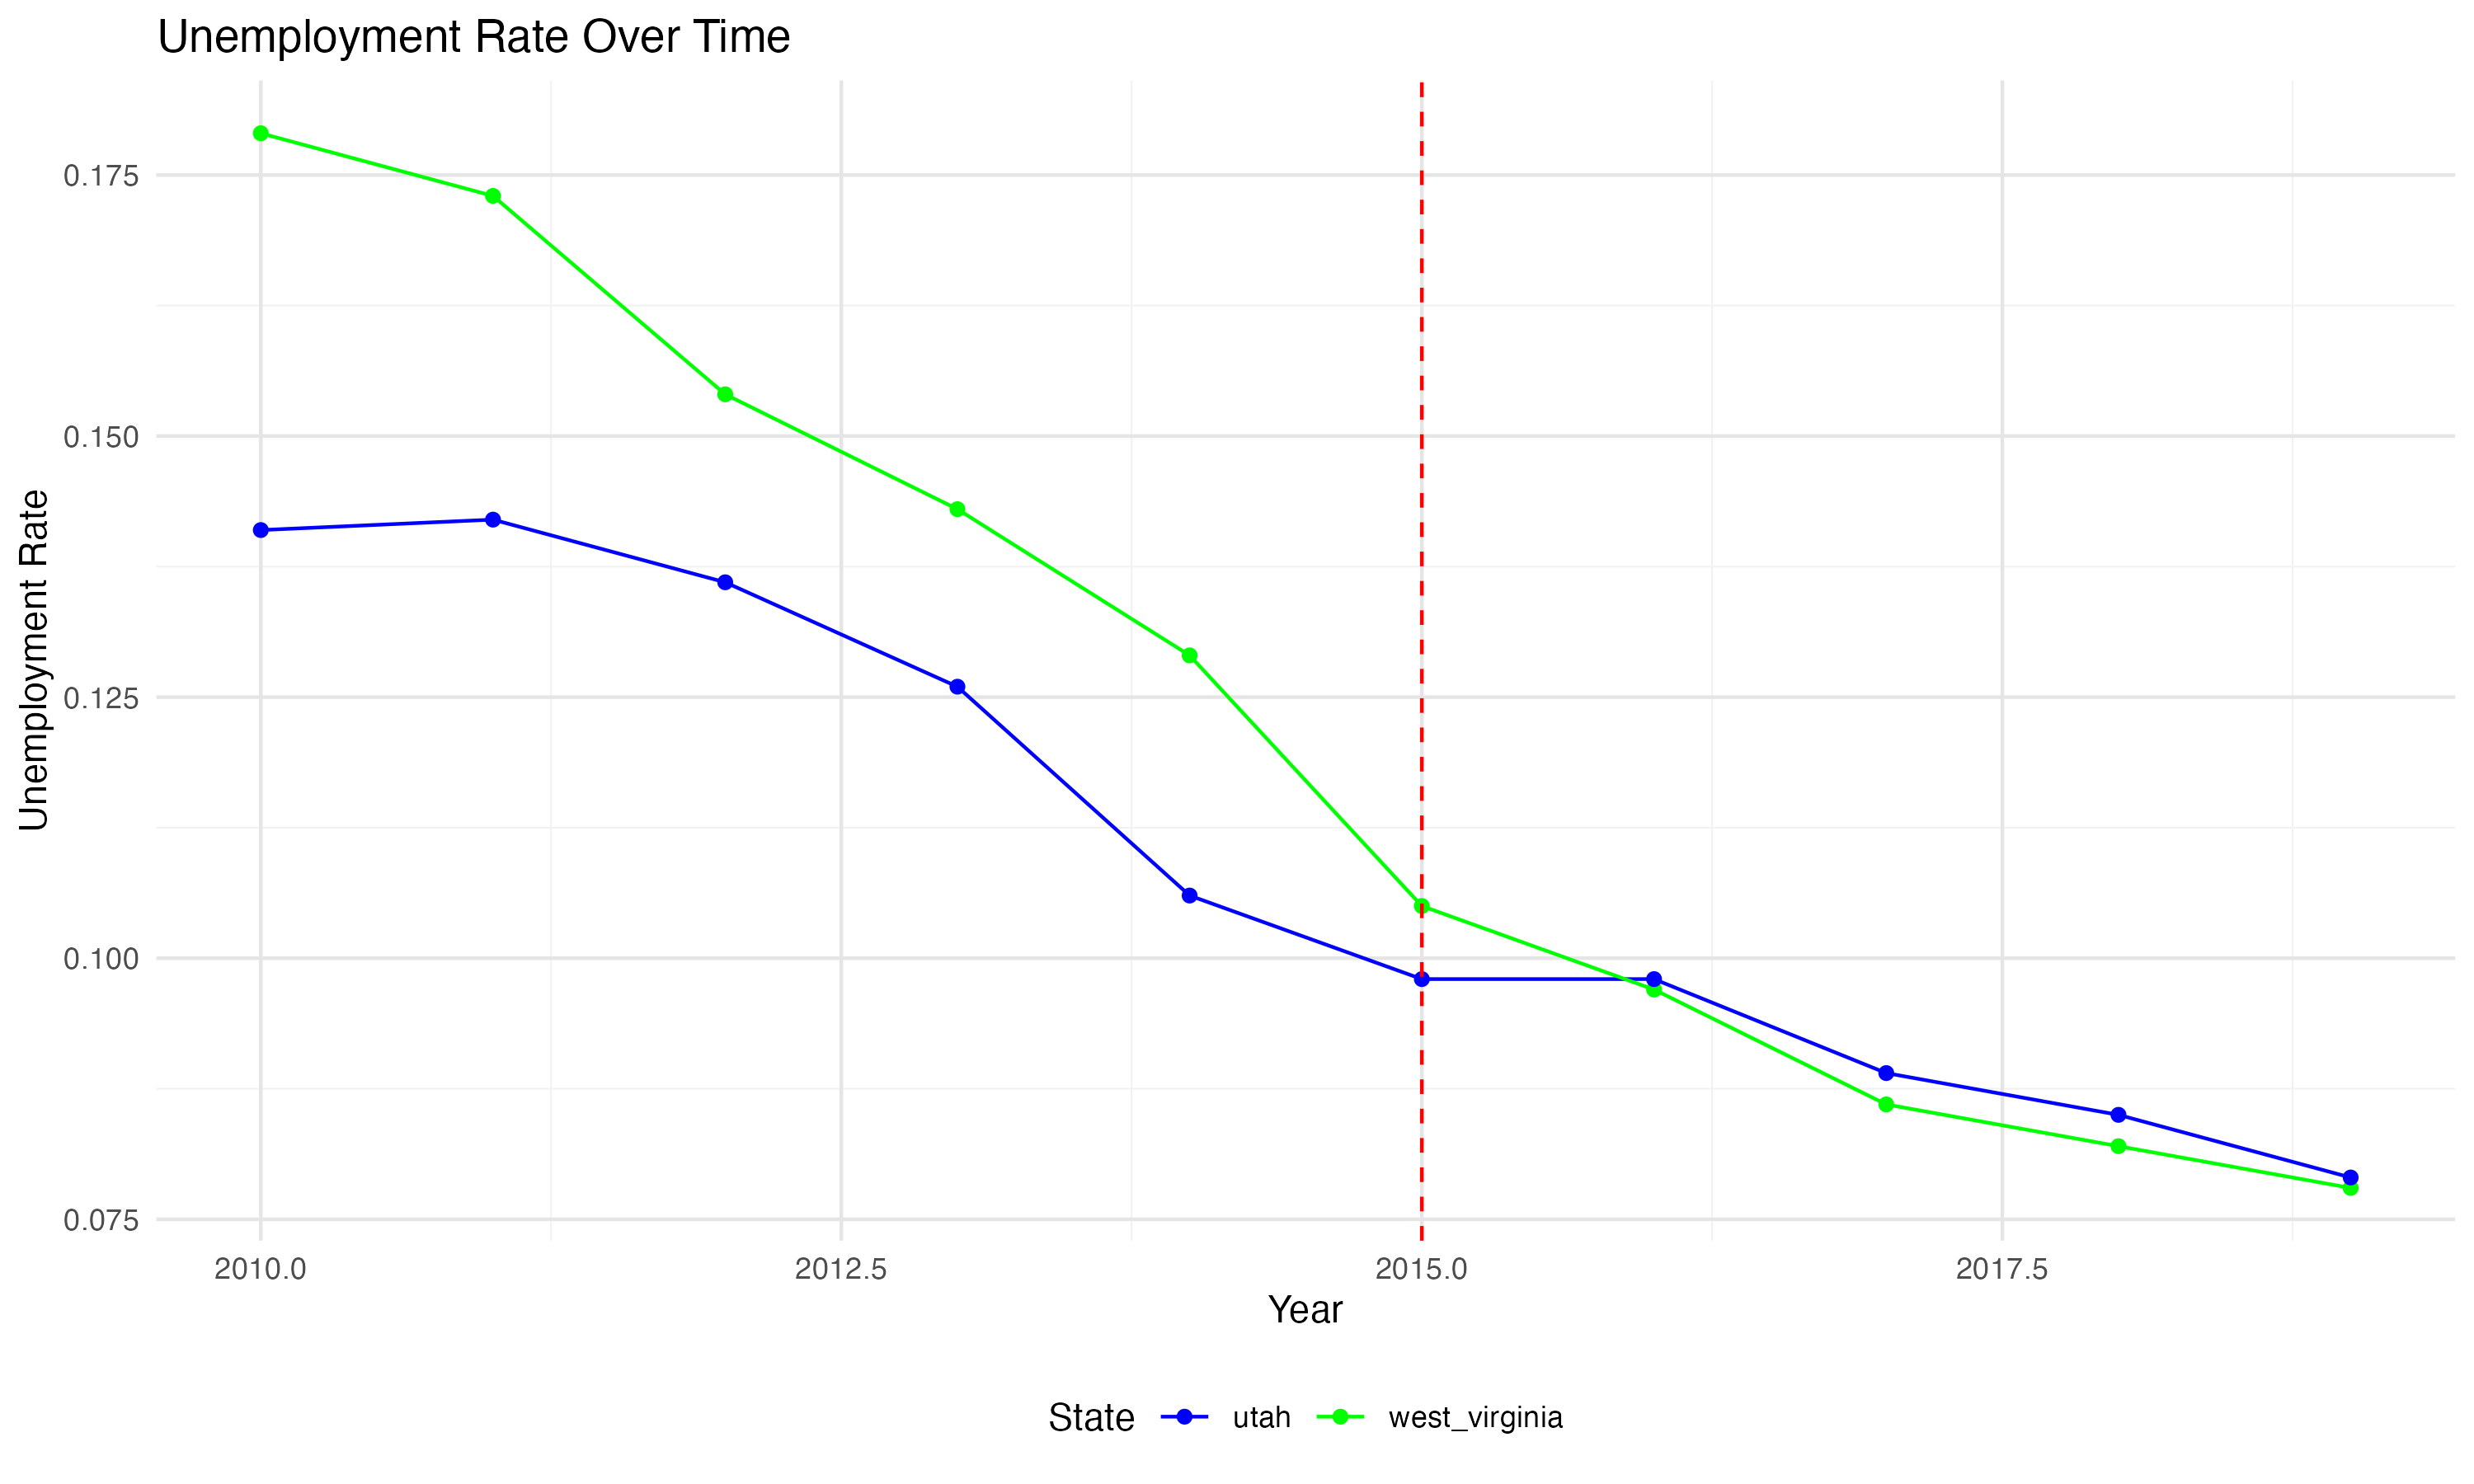 Unemployment Rate Over Time
Unemployment Rate
0.175
0.150
0.125
0.100
0.075
2010.0 2012.5 2015.0 2017.5
Year
State utah west_virginia